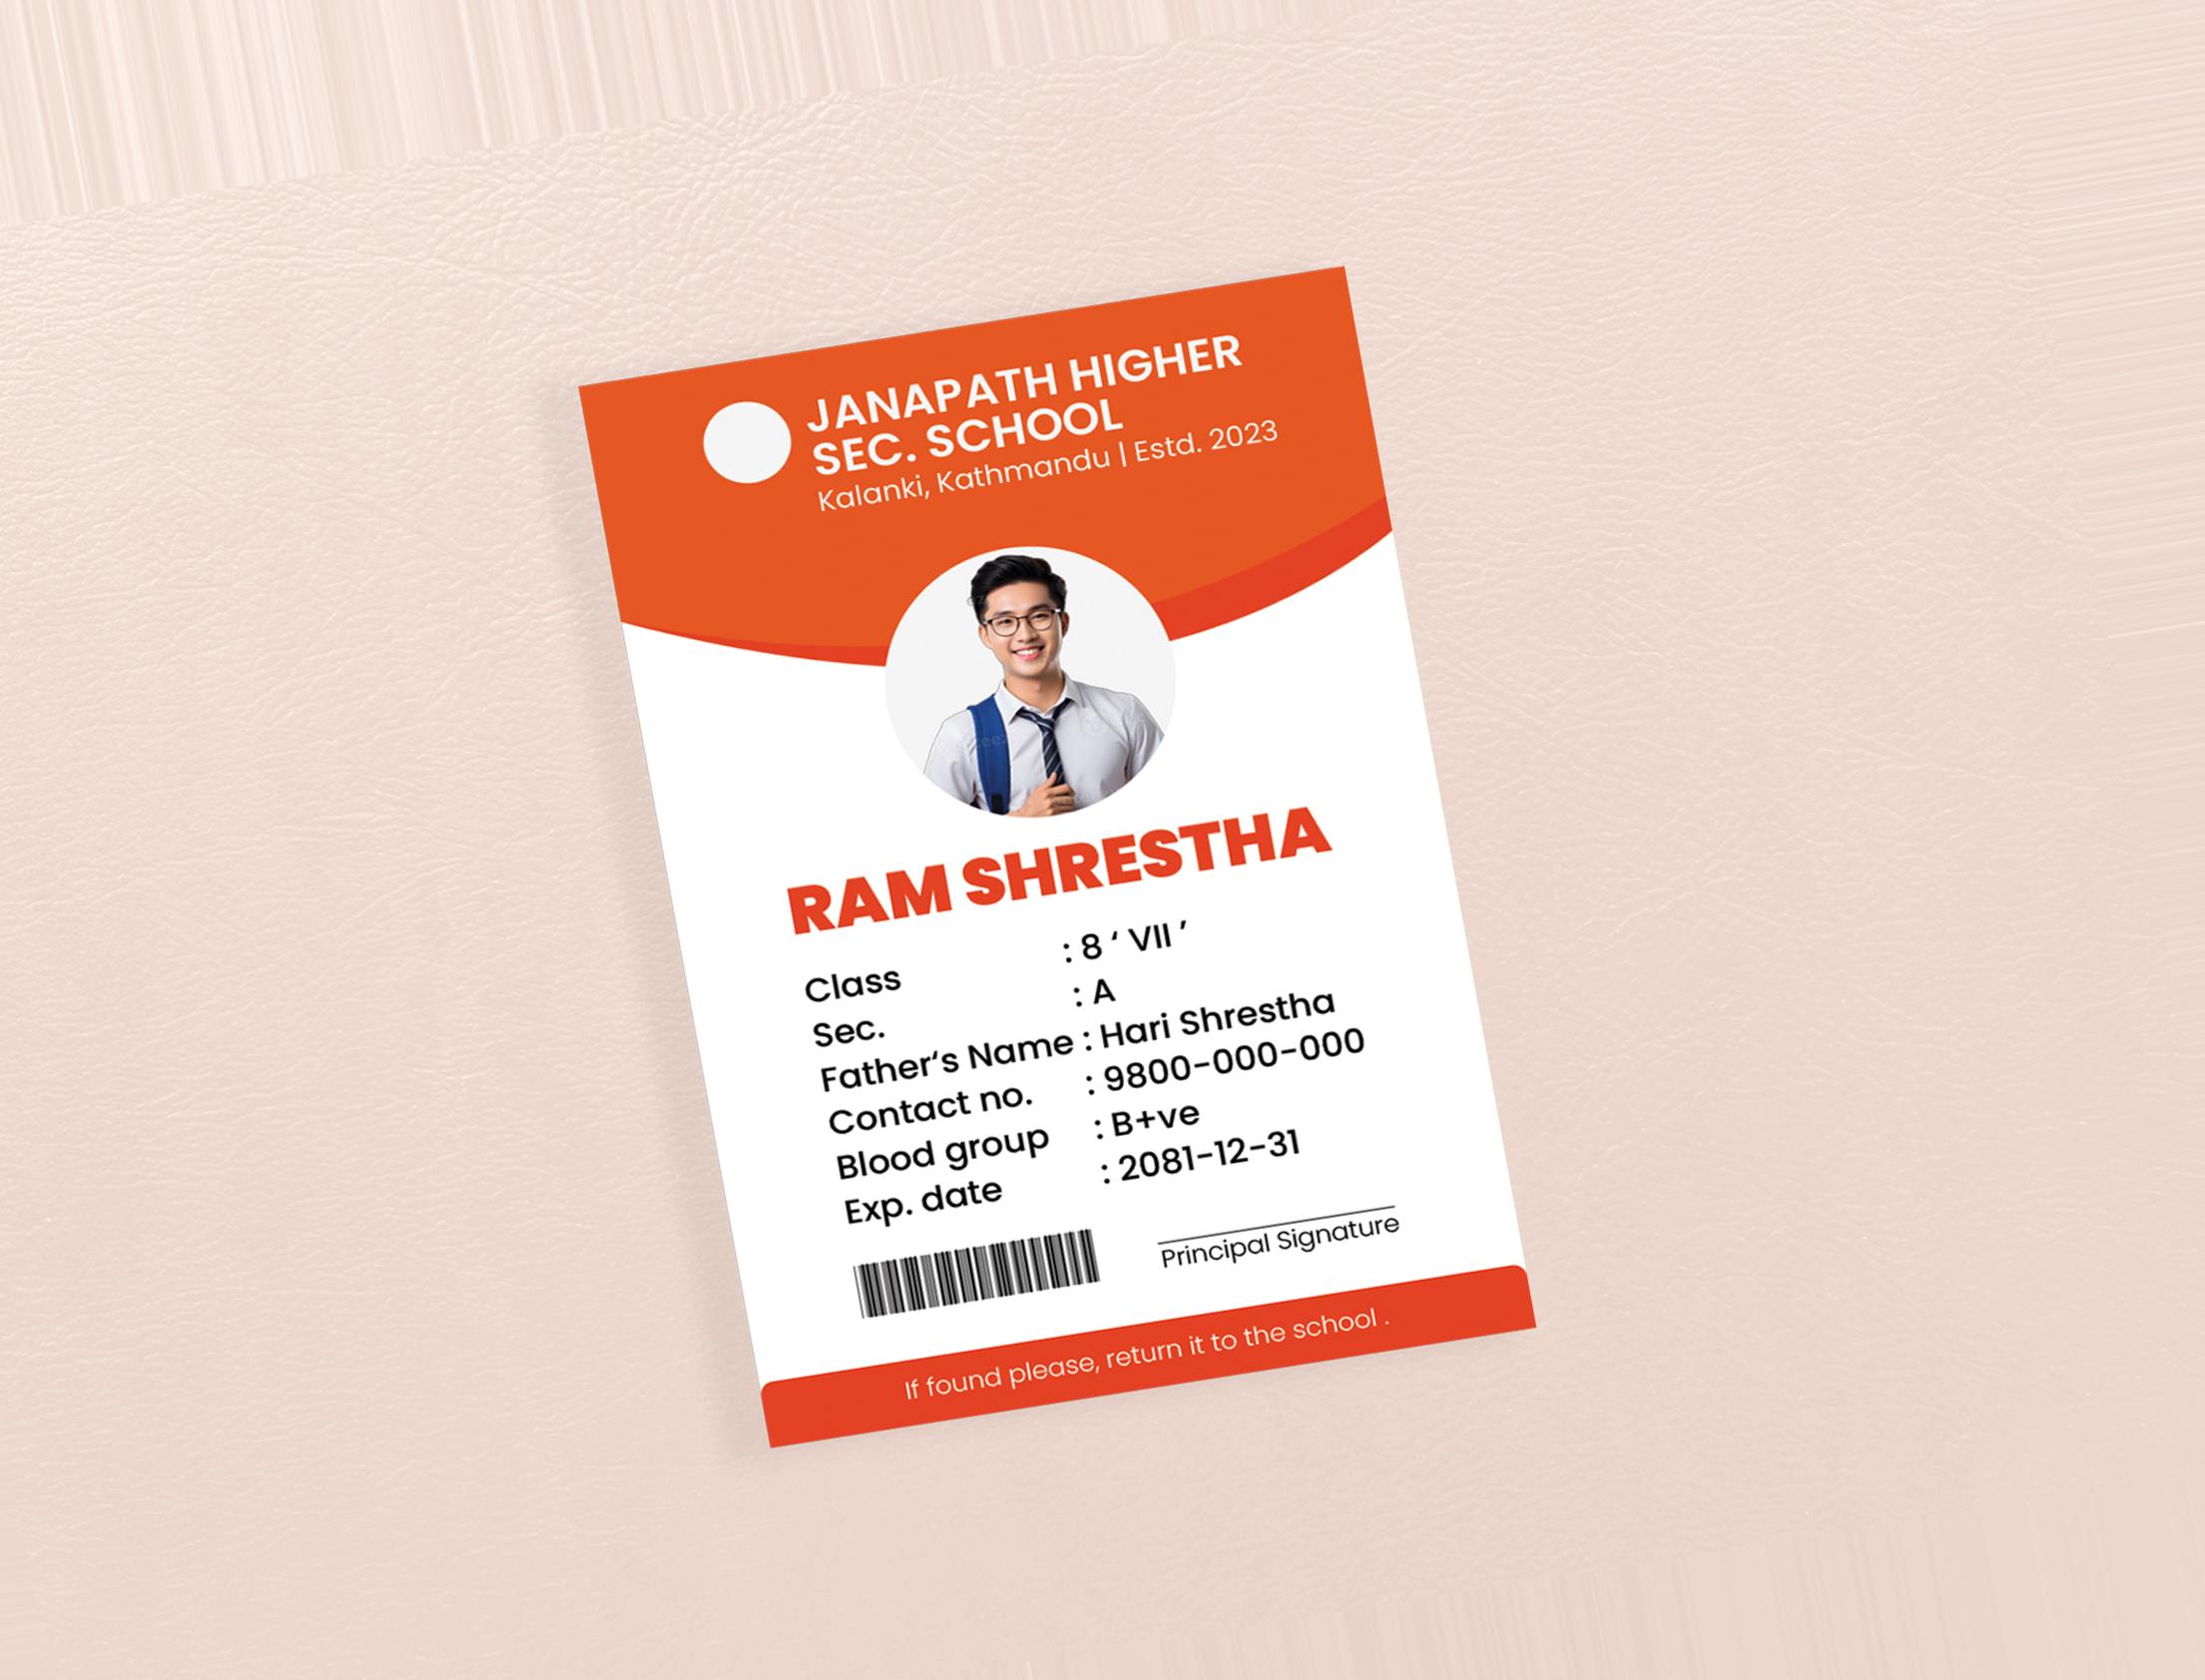 JANAPATH HIGHER
SEC. SCHOOL
Kalanki, Kathmandu | Estd. 2023
RAM SHRESTHA
Class : 8 ‘ VII ’
Sec. : A
Father‘s Name : Hari Shrestha
Contact no. : 9800-000-000
Blood group : B+ve
Exp. date : 2081-12-31
Principal Signature
If found please, return it to the school .